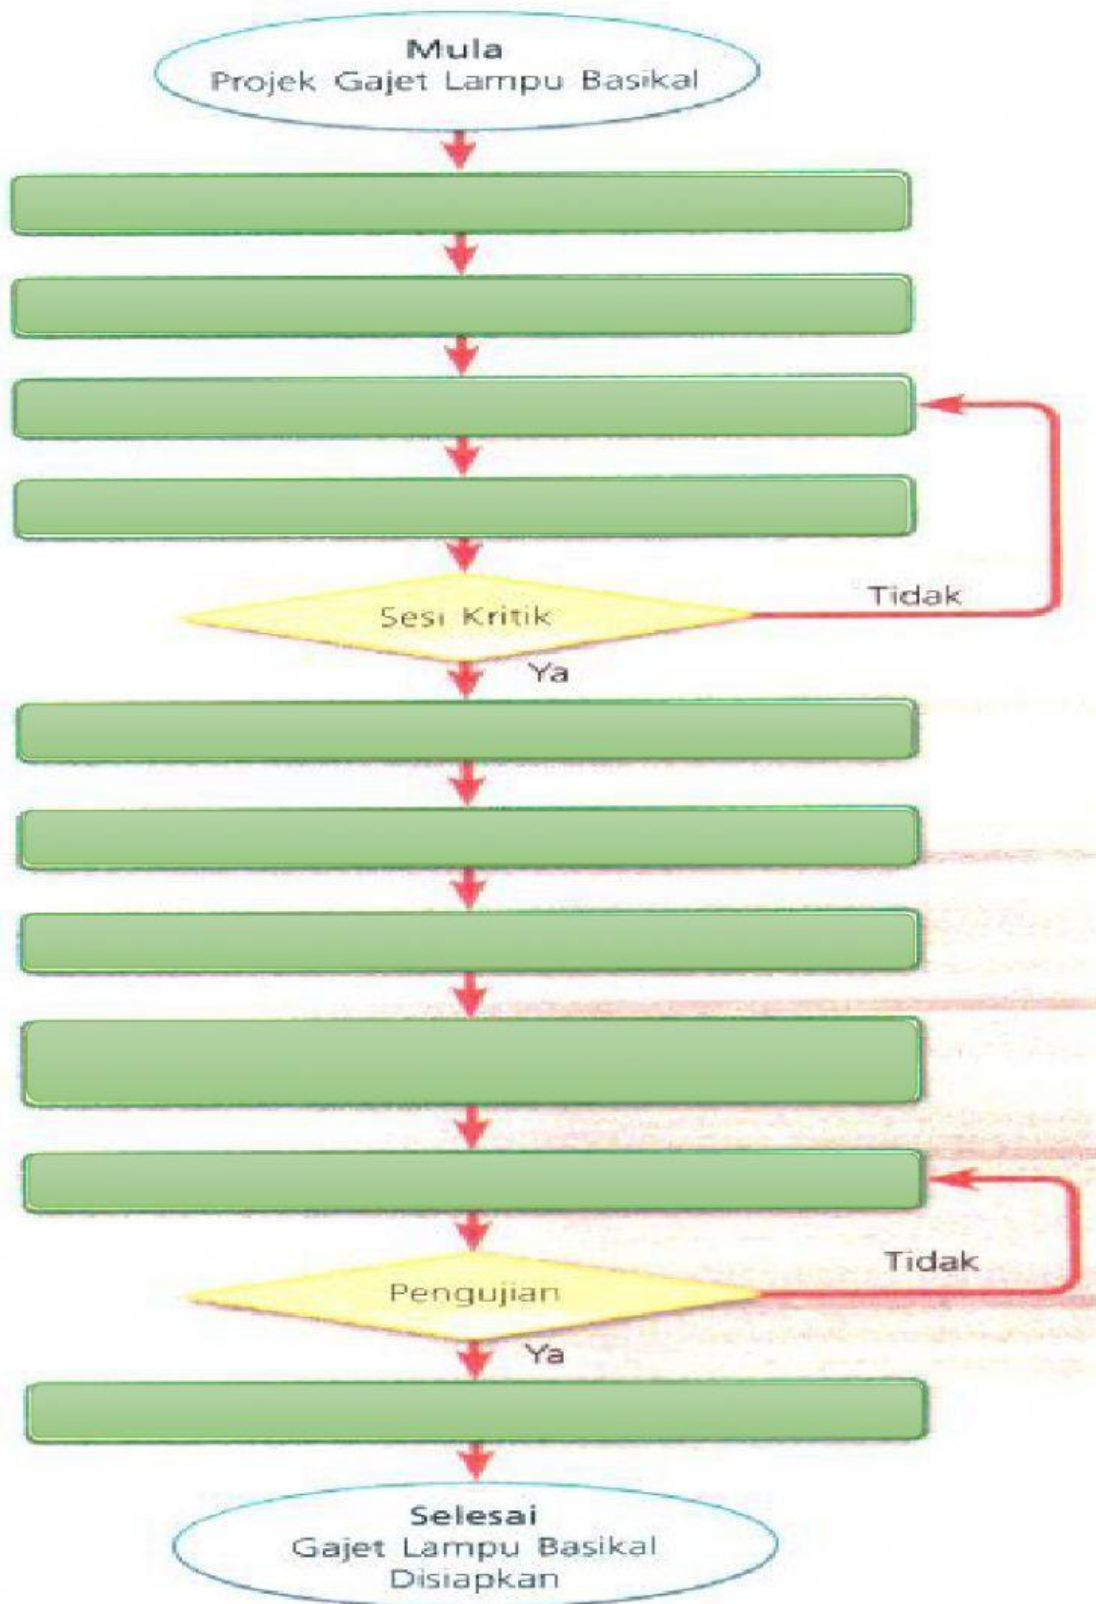 Mula
Projek Gajet Lampu Basikal
Sesi Kritik
Tidak
Ya
Pengujian
Tidak
Ya
Selesai
Gajet Lampu Basikal
Disiapkan